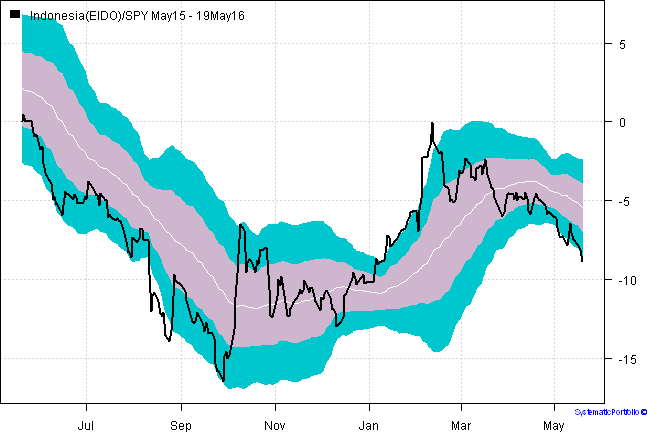 Indonesia(EIDO)/SPY May15 - 19May16
5
0
-5
-10
-15
Jul Sep Nov Jan Mar May
SystematicPortfolio ©